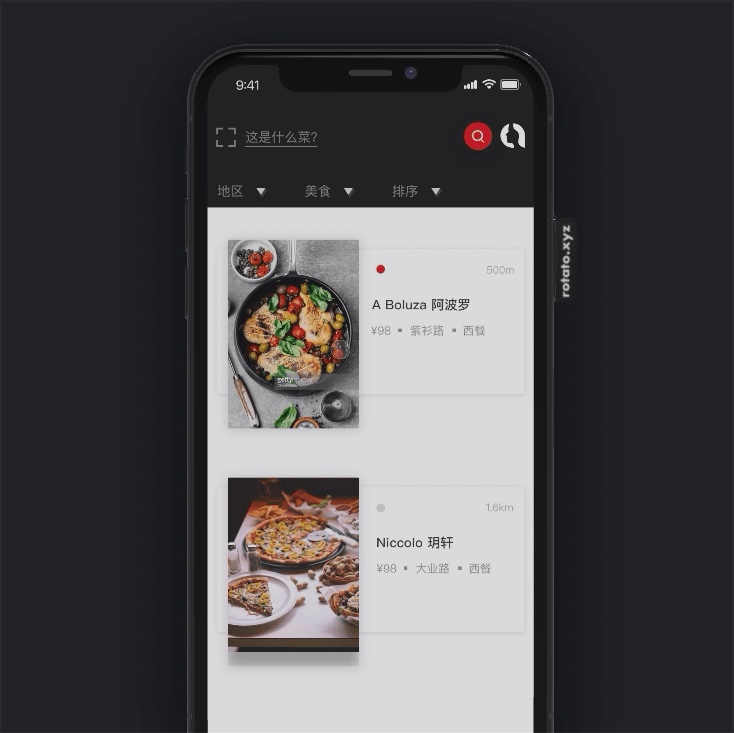 9:41
这是什么菜?
地区 美食 排序
500m
A Boluza 阿波罗
¥98 ▪ 紫衫路 ▪ 西餐
gettyimages
1.6km
Niccolo 玥轩
¥98 ▪ 大业路 ▪ 西餐
rotato.xyz